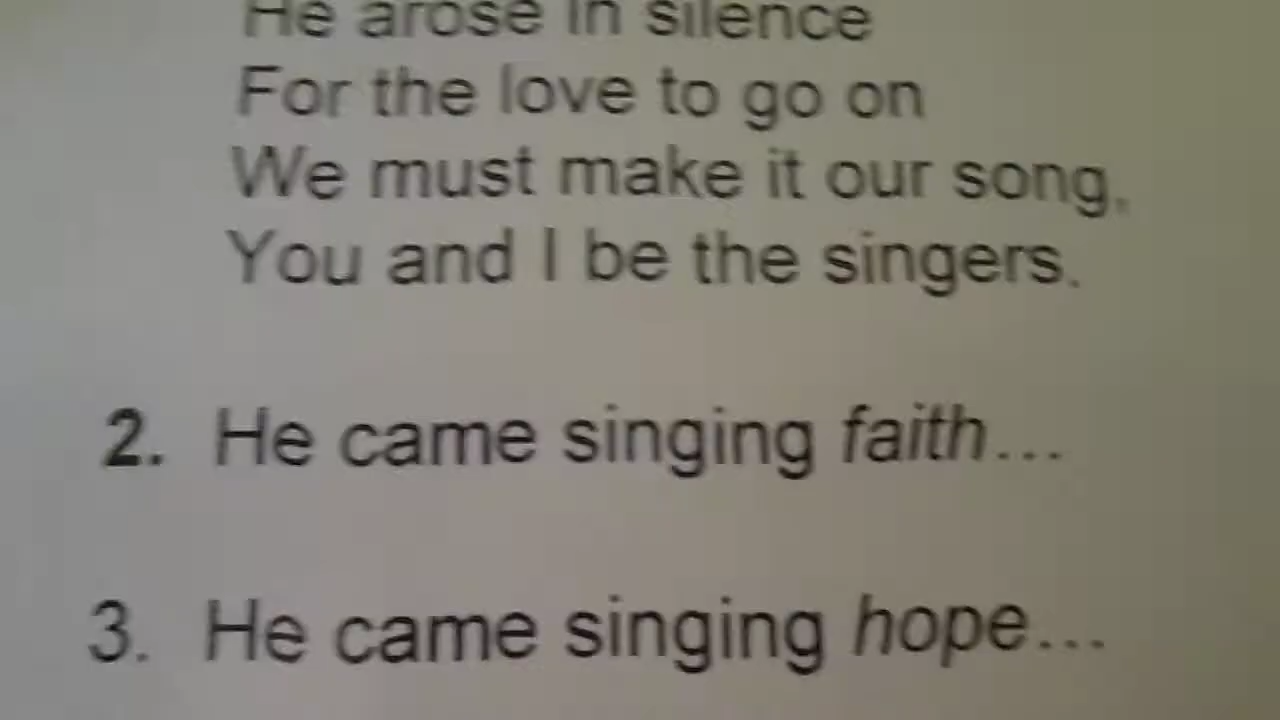 He arose in silence
For the love to go on
We must make it our song,
You and I be the singers.
2. He came singing faith...
3. He came singing hope...